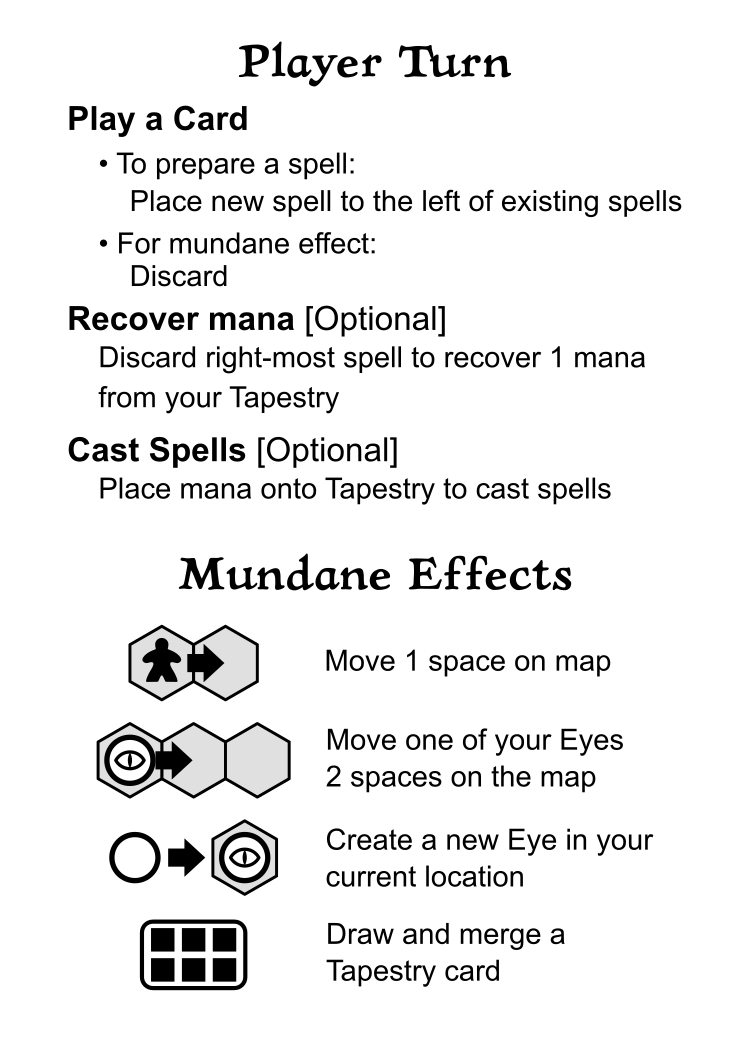 Player Turn
Play a Card
• To prepare a spell:
Place new spell to the left of existing spells
• For mundane effect:
Discard
Recover mana [Optional]
Discard right-most spell to recover 1 mana
from your Tapestry
Cast Spells [Optional]
Place mana onto Tapestry to cast spells
Mundane Effects
Move 1 space on map
Move one of your Eyes
2 spaces on the map
Create a new Eye in your
current location
Draw and merge a
Tapestry card